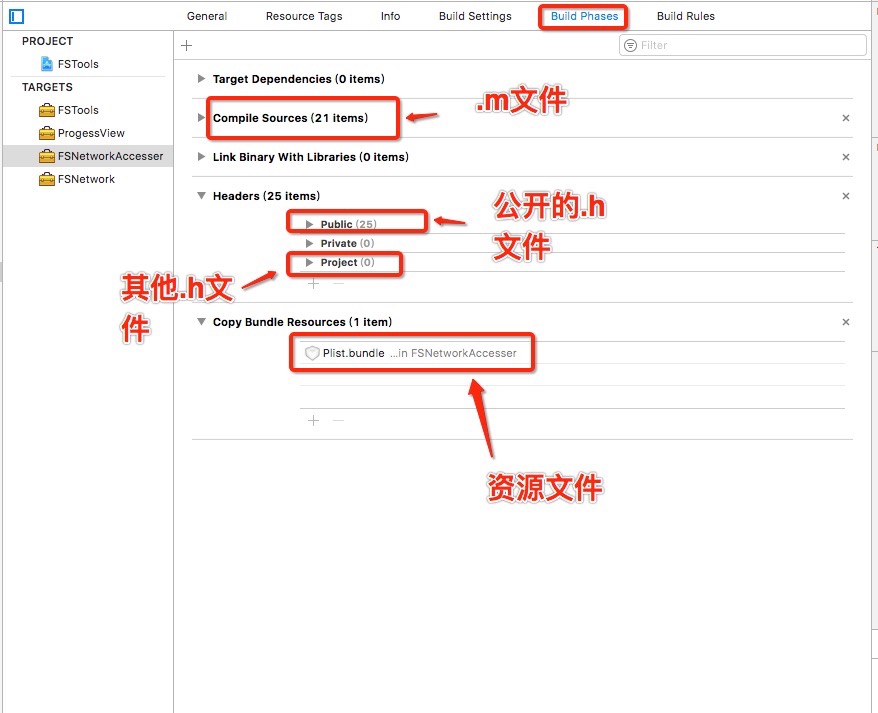 General Resource Tags Info Build Settings Build Phases Build Rules
PROJECT
FSTools
TARGETS
FSTools
ProgessView
FSNetworkAccesser
FSNetwork
Filter
Target Dependencies (0 items)
Compile Sources (21 items)
.m文件
Link Binary With Libraries (0 items)
Headers (25 items)
Public (25)
公开的.h
文件
Private (0)
Project (0)
其他.h文
件
Copy Bundle Resources (1 item)
Plist.bundle ...in FSNetworkAccesser
资源文件